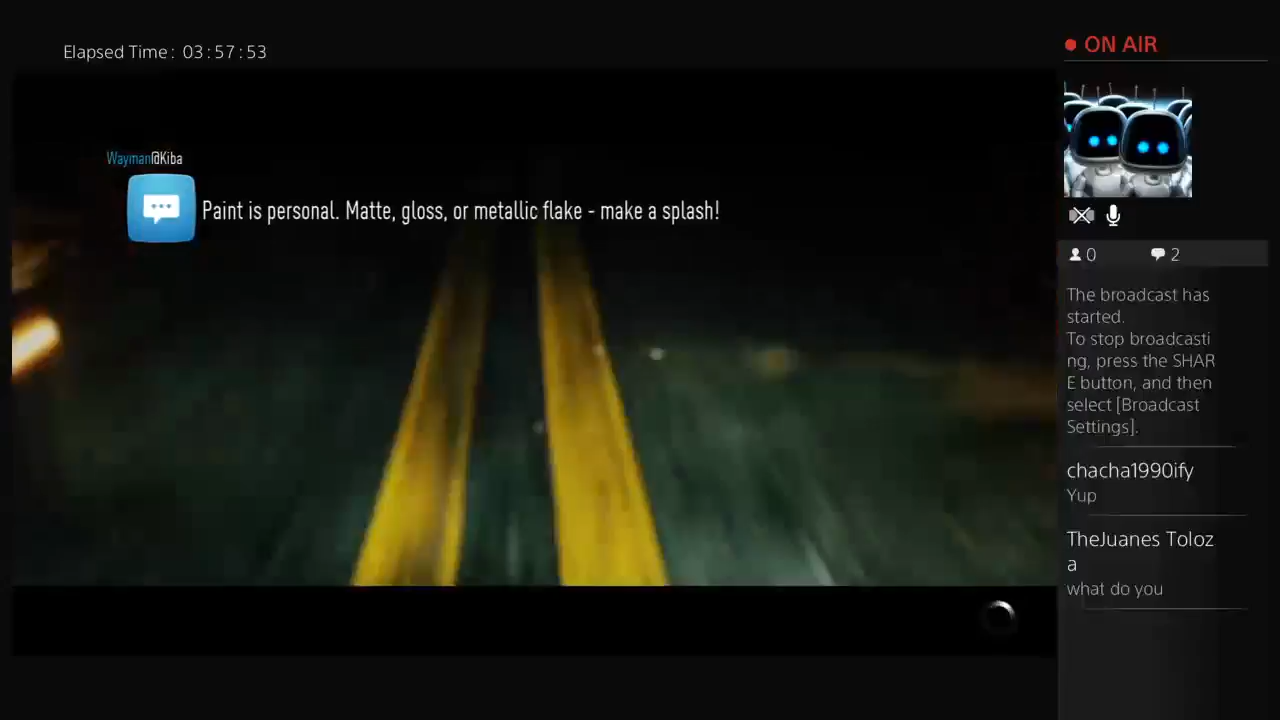 Elapsed Time: 03:57:53
ON AIR
Wayman@Kiba
Paint is personal. Matte, gloss, or metallic flake - make a splash!
0
2
The broadcast has
started.
To stop broadcasti
ng, press the SHAR
E button, and then
select [Broadcast
Settings].
chacha1990ify
Yup
TheJuanes Toloz
a
what do you